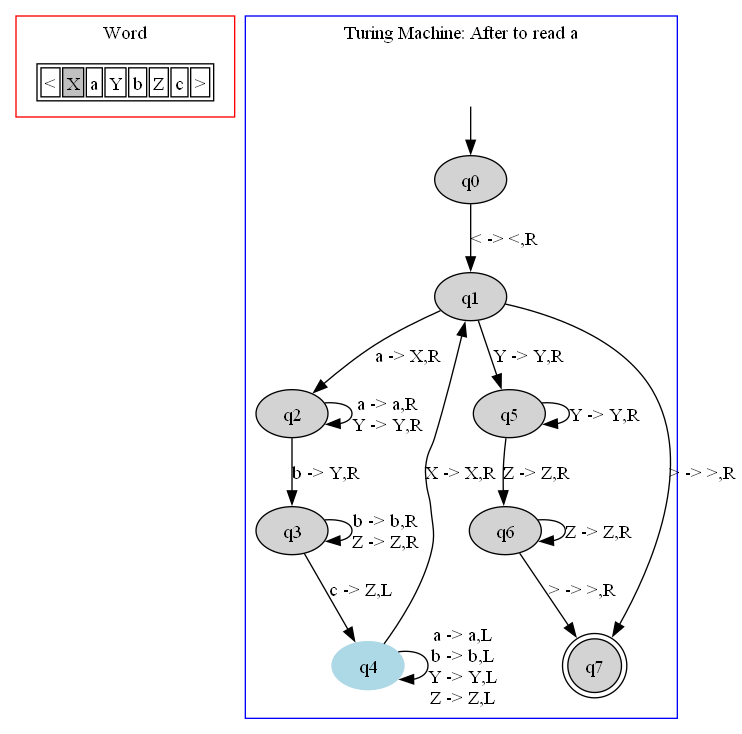 Word
< X a Y b Z c >
Turing Machine: After to read a
q0
< -> <,R
q1
a -> X,R
Y -> Y,R
q2
a -> a,R
Y -> Y,R
q5
Y -> Y,R
b -> Y,R
X -> X,R
Z -> Z,R
> -> >,R
q3
b -> b,R
Z -> Z,R
q6
Z -> Z,R
c -> Z,L
> -> >,R
q4
a -> a,L
b -> b,L
Y -> Y,L
Z -> Z,L
q7